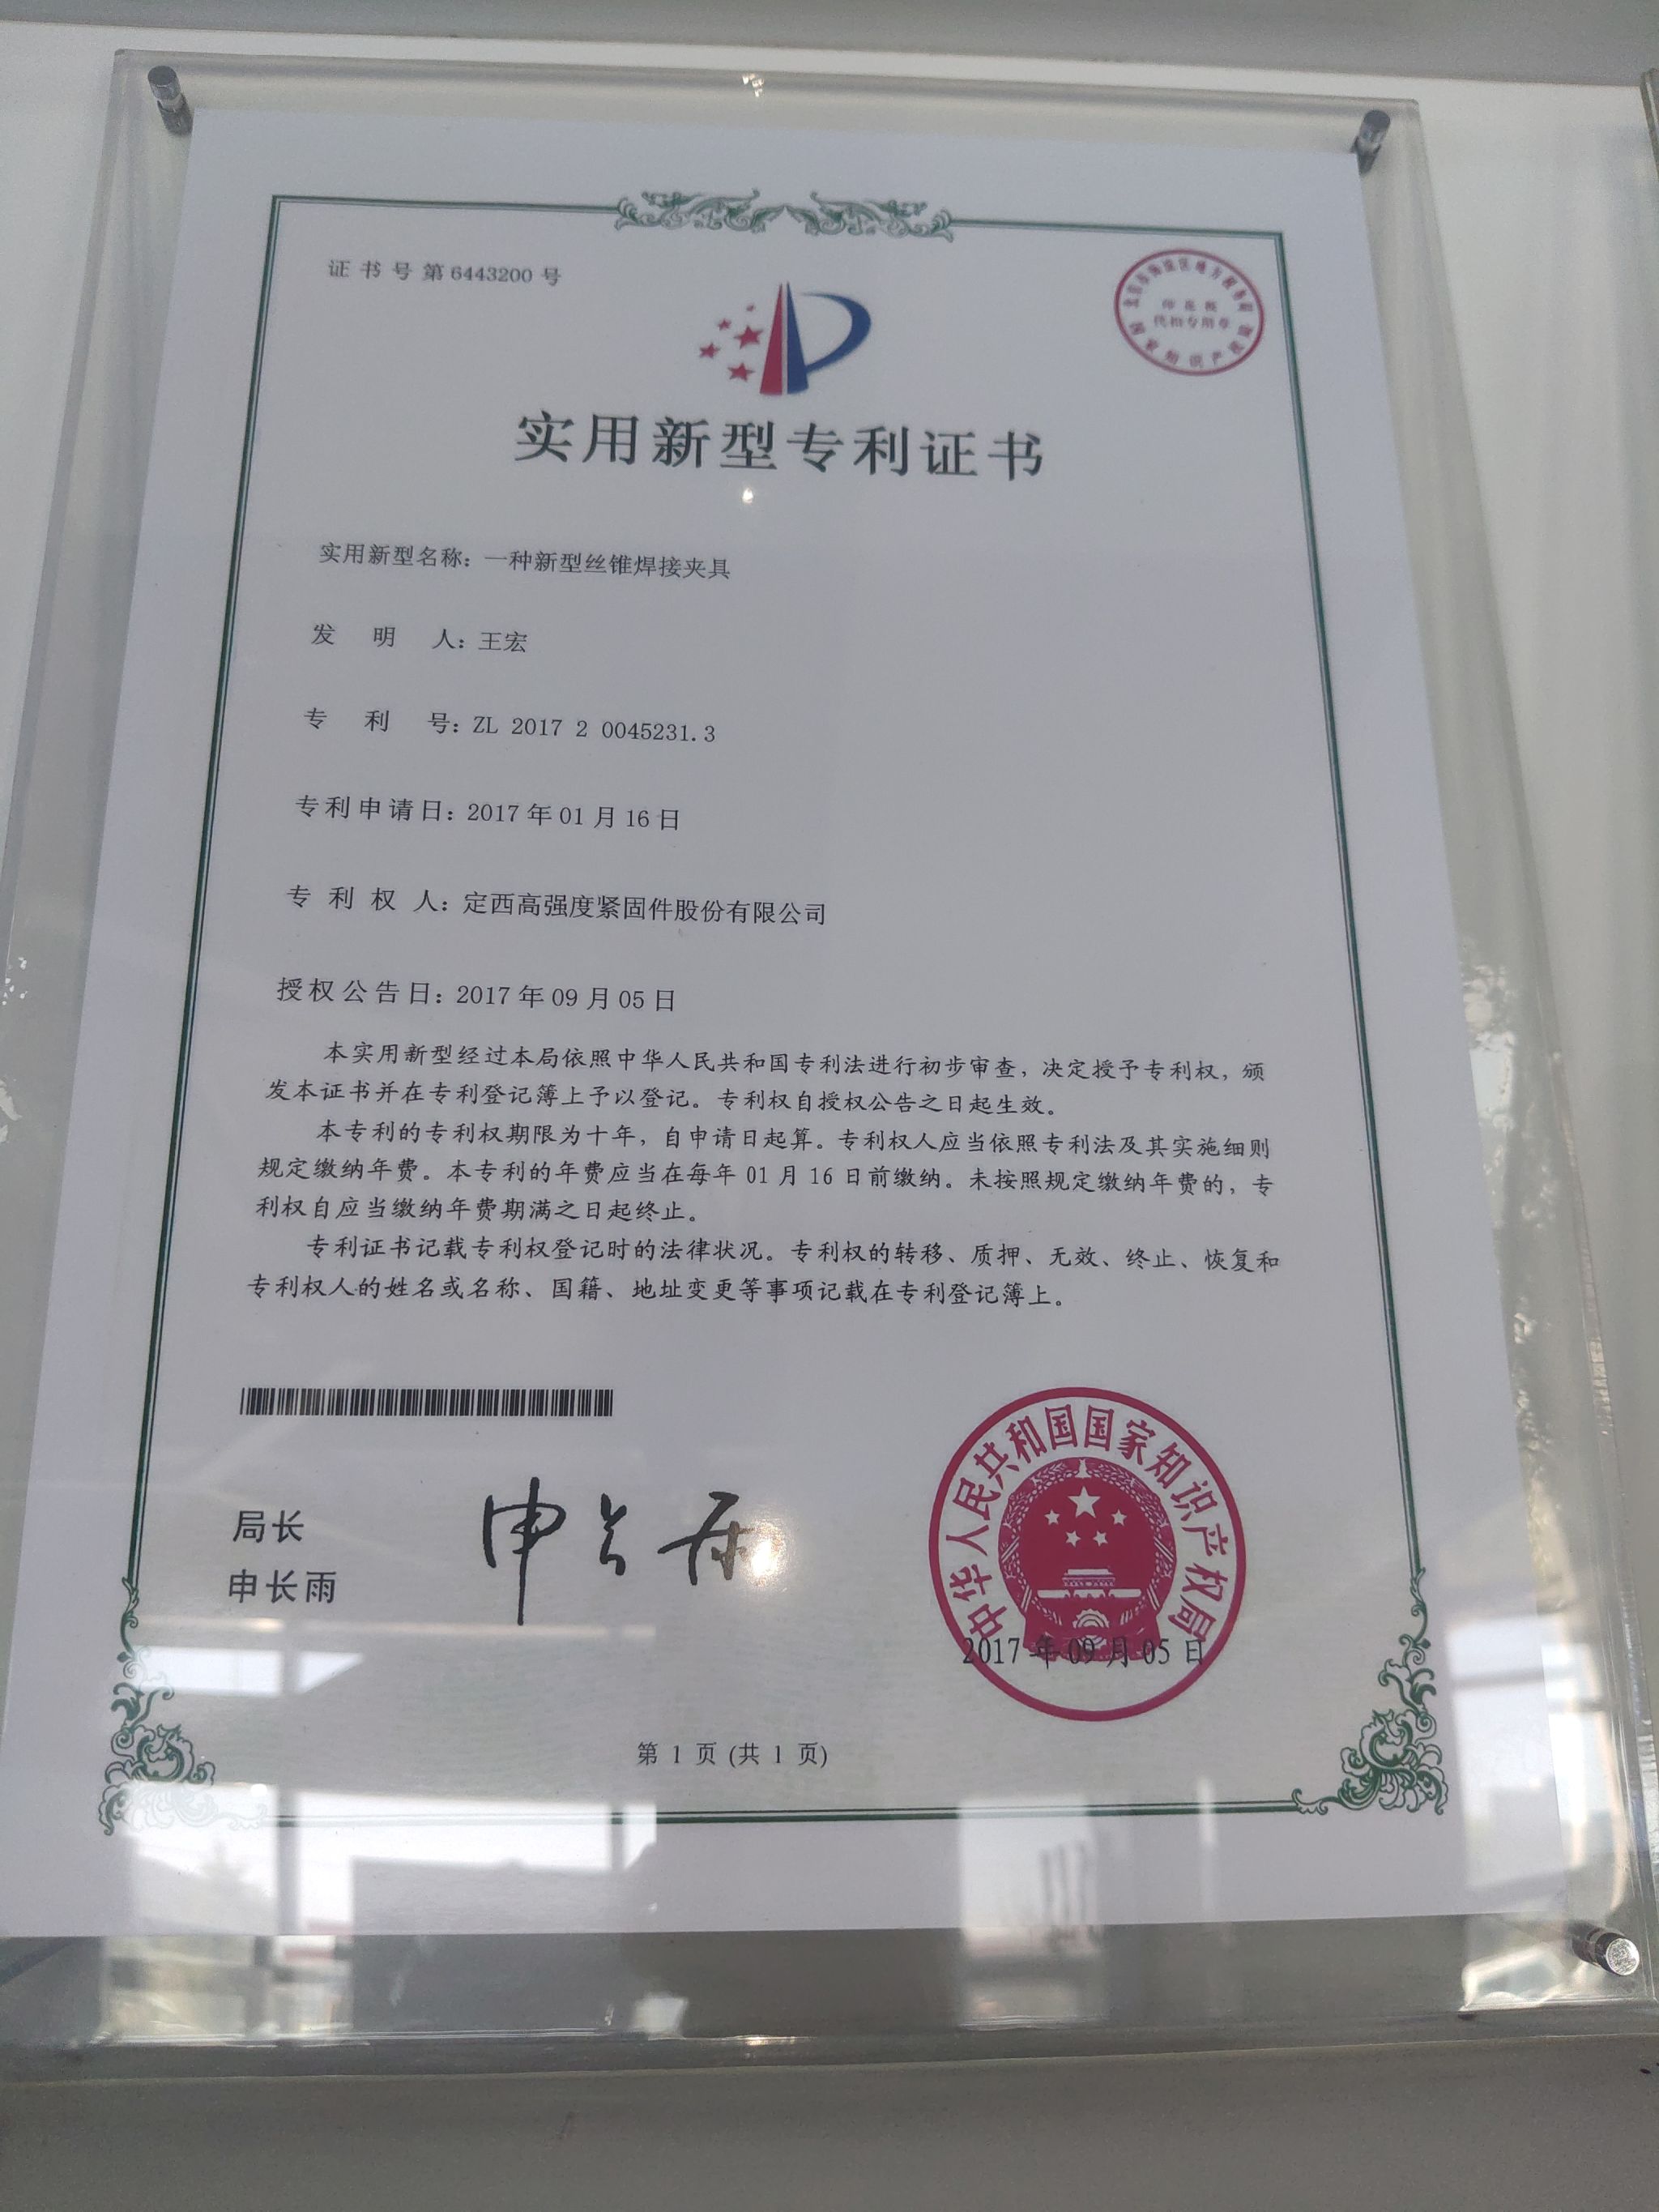 证书号第6443200号
印花税
代扣专用章
实用新型专利证书
实用新型名称：一种新型丝锥焊接夹具
发明人：王宏
专利号：ZL 2017 2 0045231.3
专利申请日：2017年01月16日
专利权人：定西高强度紧固件股份有限公司
授权公告日：2017年09月05日
本实用新型经过本局依照中华人民共和国专利法进行初步审查，决定授予专利权，颁
发本证书并在专利登记簿上予以登记。专利权自授权公告之日起生效。
本专利的专利权期限为十年，自申请日起算。专利权人应当依照专利法及其实施细则
规定缴纳年费。本专利的年费应当在每年01月16日前缴纳。未按照规定缴纳年费的，专
利权自应当缴纳年费期满之日起终止。
专利证书记载专利权登记时的法律状况。专利权的转移、质押、无效、终止、恢复和
专利权人的姓名或名称、国籍、地址变更等事项记载在专利登记簿上。
局长
申长雨
申长雨
中华人民共和国国家知识产权局
2017年09月05日
第 1 页 (共 1 页)